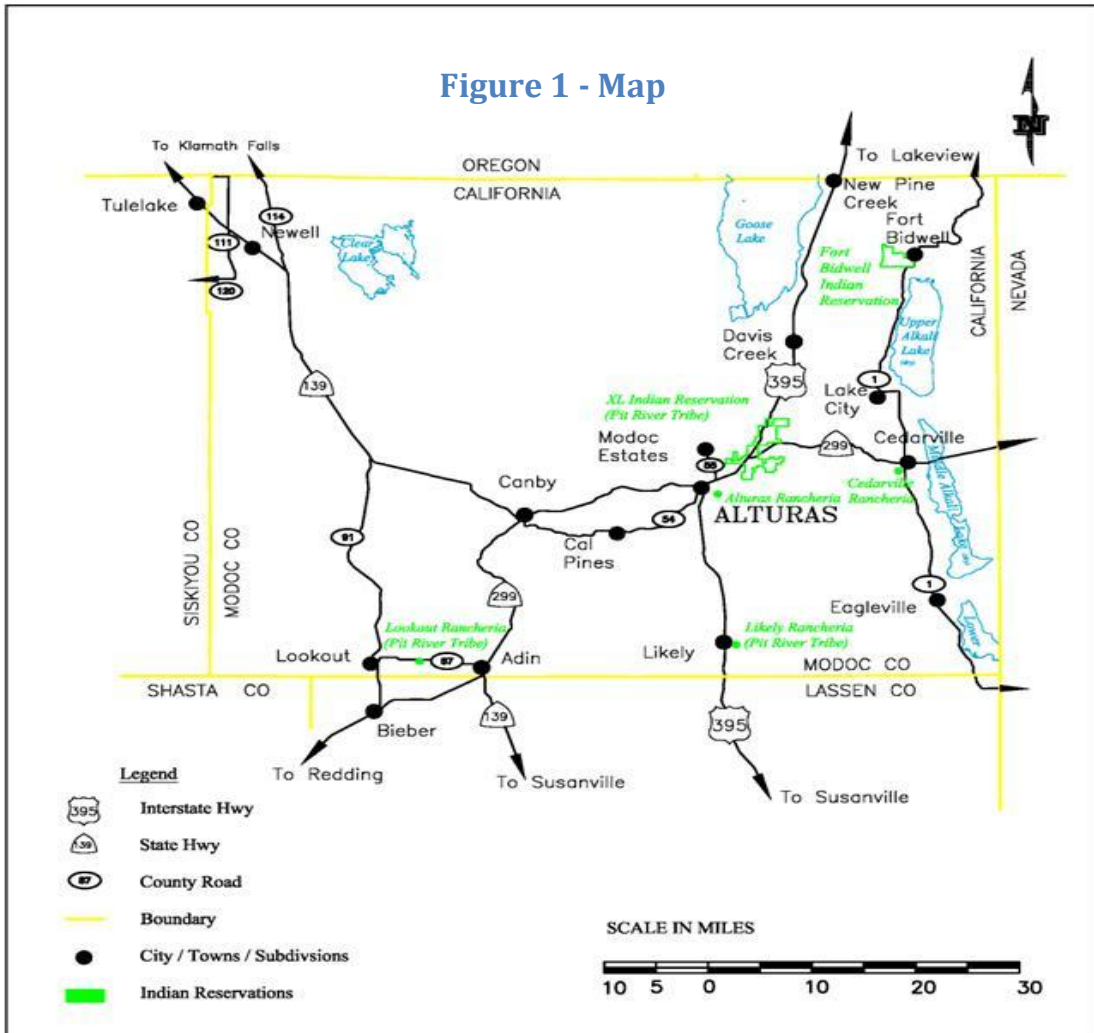 Figure 1 - Map
N
To Klamath Falls
OREGON
CALIFORNIA
To Lakeview
New Pine
Creek
Tulelake
114
Newell
111
120
Clear
Lake
Goose
Lake
Fort
Bidwell
Fort
Bidwell
Indian
Reservation
CALIFORNIA
NEVADA
Upper
Alkali
Lake
Davis
Creek
395
139
1
Lake
City
XL Indian Reservation
(Pit River Tribe)
Modoc
Estates
55
299
Cedarville
Cedarville
Rancheria
Canby
Alturas Rancheria
ALTURAS
54
Cal
Pines
Middle Alkali Lake
91
SISKIYOU CO
MODOC CO
299
1
Eagleville
Lower
Lookout Rancheria
(Pit River Tribe)
Likely Rancheria
(Pit River Tribe)
Lookout
87
Adin
Likely
MODOC CO
LASSEN CO
SHASTA CO
Bieber
139
395
To Redding
To Susanville
To Susanville
Legend
395 Interstate Hwy
139 State Hwy
87 County Road
Boundary
City / Towns / Subdivsions
Indian Reservations
SCALE IN MILES
10 5 0 10 20 30